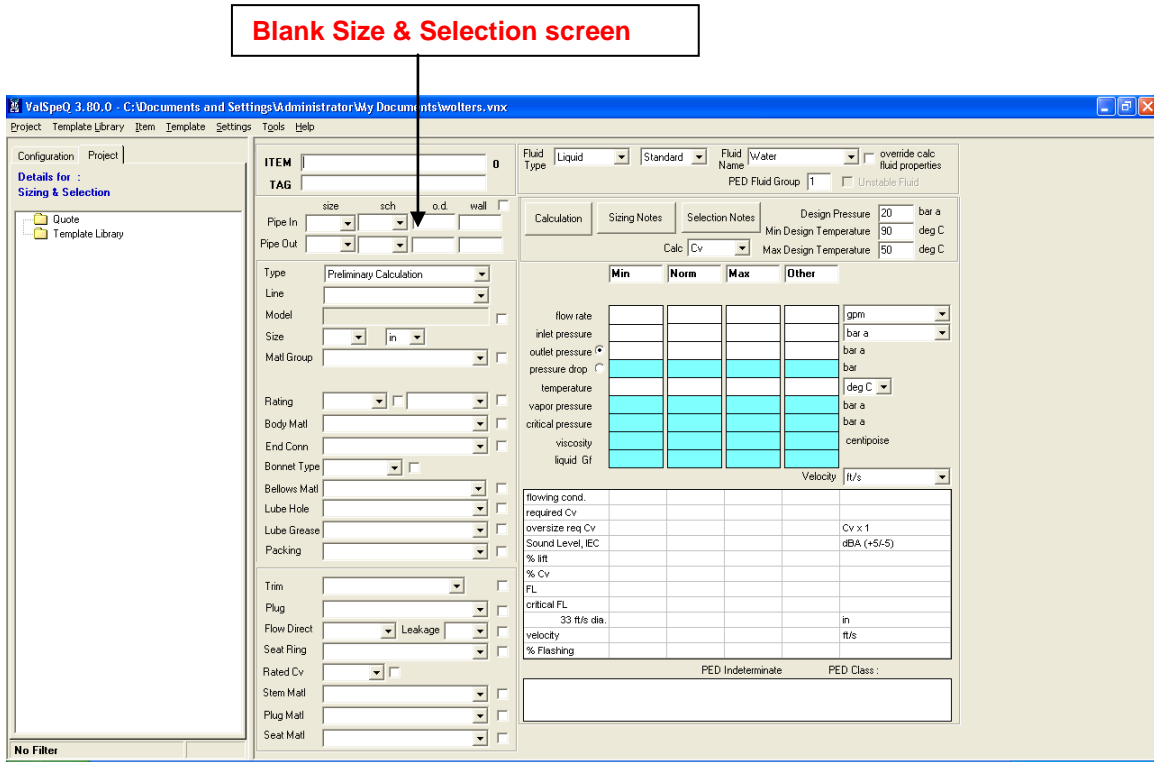 Blank Size & Selection screen
ValSpeQ 3.80.0 - C:\Documents and Settings\Administrator\My Documents\wolters.vnx
Project Template Library Item Template Settings Tools Help
Configuration Project
Details for :
Sizing & Selection
Quote
Template Library
No Filter
ITEM 0
TAG
size sch o.d. wall
Pipe In
Pipe Out
Type Preliminary Calculation
Line
Model
Size in
Matl Group
Rating
Body Matl
End Conn
Bonnet Type
Bellows Matl
Lube Hole
Lube Grease
Packing
Trim
Plug
Flow Direct Leakage
Seat Ring
Rated Cv
Stem Matl
Plug Matl
Seat Matl
Fluid Type Liquid Standard Fluid Name Water override calc fluid properties
PED Fluid Group 1 Unstable Fluid
Calculation Sizing Notes Selection Notes Design Pressure 20 bar a
Min Design Temperature 90 deg C
Calc Cv Max Design Temperature 50 deg C
Min Norm Max Other
flow rate gpm
inlet pressure bar a
outlet pressure bar a
pressure drop bar
temperature deg C
vapor pressure bar a
critical pressure bar a
viscosity centipoise
liquid Gf
Velocity ft/s
flowing cond.
required Cv
oversize req Cv Cv x 1
Sound Level, IEC dBA (+5/-5)
% lift
% Cv
FL
critical FL
33 ft/s dia. in
velocity ft/s
% Flashing
PED Indeterminate PED Class :